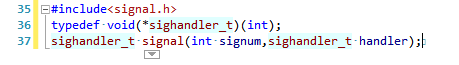 35 #include<signal.h>
36 typedef void(*sighandler_t)(int);
37 sighandler_t signal(int signum,sighandler_t handler);